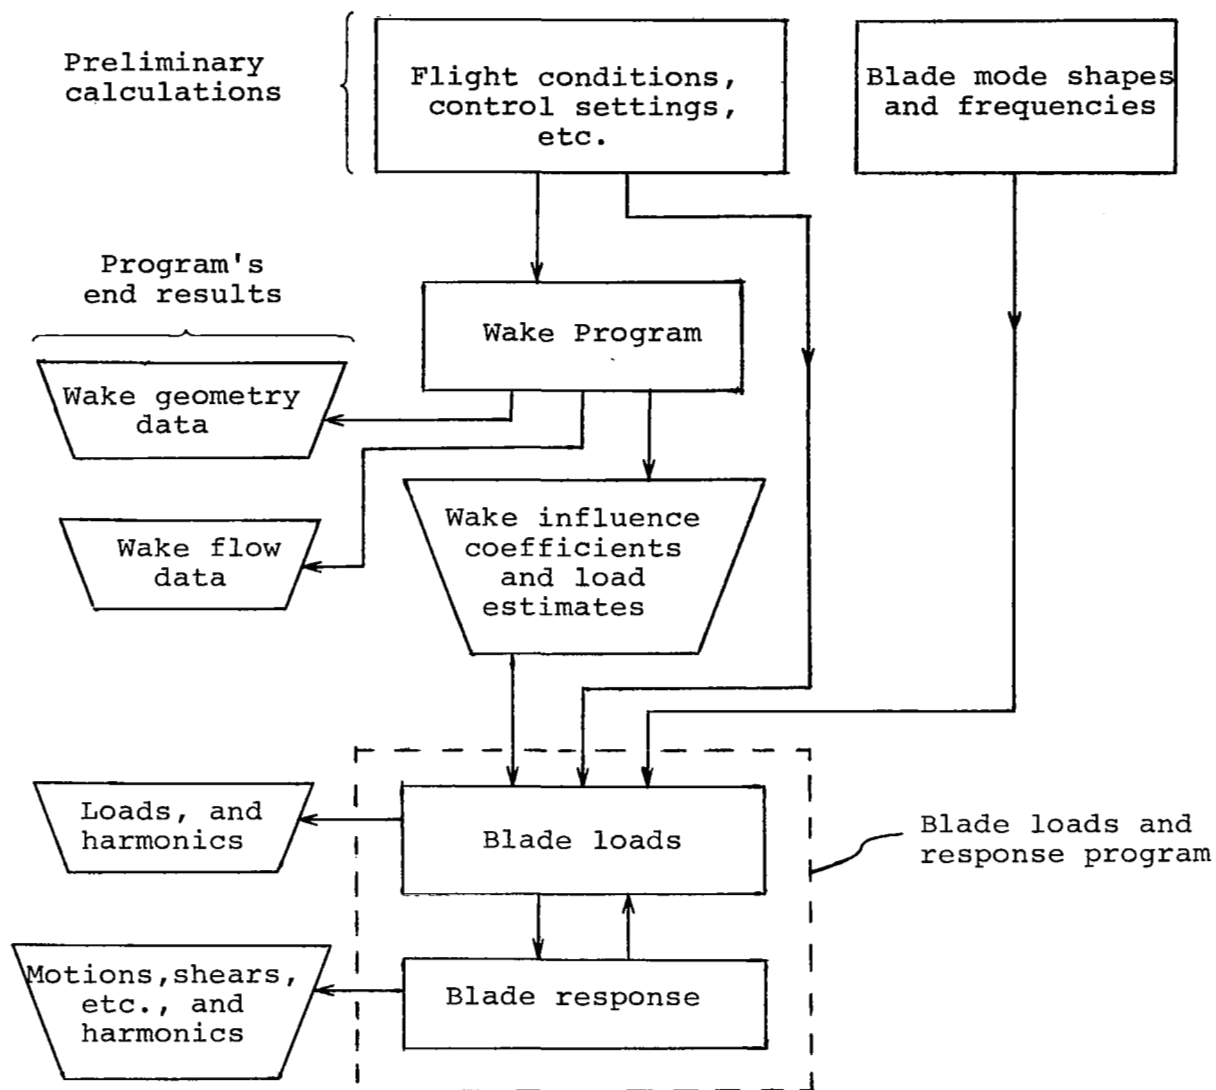 Preliminary
calculations
Flight conditions,
control settings,
etc.
Blade mode shapes
and frequencies
Program's
end results
Wake Program
Wake geometry
data
Wake flow
data
Wake influence
coefficients
and load
estimates
Loads, and
harmonics
Blade loads
Blade loads and
response program
Motions,shears,
etc., and
harmonics
Blade response